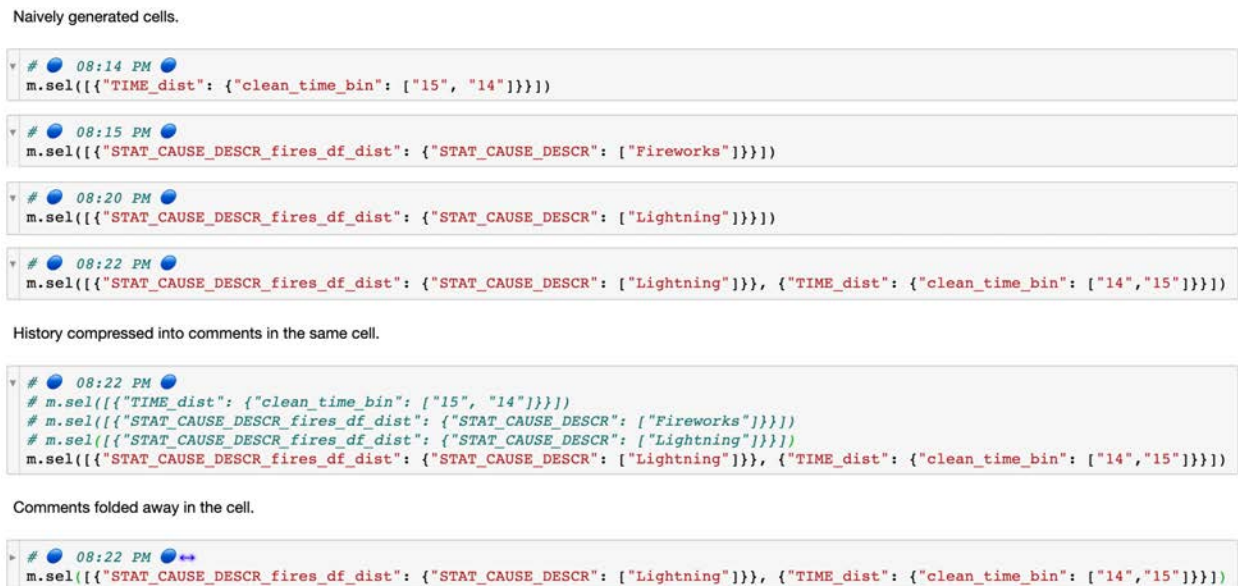 Naively generated cells.
# 🔵 08:14 PM 🔵
m.sel([{"TIME_dist": {"clean_time_bin": ["15", "14"]}}])
# 🔵 08:15 PM 🔵
m.sel([{"STAT_CAUSE_DESCR_fires_df_dist": {"STAT_CAUSE_DESCR": ["Fireworks"]}}])
# 🔵 08:20 PM 🔵
m.sel([{"STAT_CAUSE_DESCR_fires_df_dist": {"STAT_CAUSE_DESCR": ["Lightning"]}}])
# 🔵 08:22 PM 🔵
m.sel([{"STAT_CAUSE_DESCR_fires_df_dist": {"STAT_CAUSE_DESCR": ["Lightning"]}}, {"TIME_dist": {"clean_time_bin": ["14","15"]}}])
History compressed into comments in the same cell.
# 🔵 08:22 PM 🔵
# m.sel([{"TIME_dist": {"clean_time_bin": ["15", "14"]}}])
# m.sel([{"STAT_CAUSE_DESCR_fires_df_dist": {"STAT_CAUSE_DESCR": ["Fireworks"]}}])
# m.sel([{"STAT_CAUSE_DESCR_fires_df_dist": {"STAT_CAUSE_DESCR": ["Lightning"]}}])
m.sel([{"STAT_CAUSE_DESCR_fires_df_dist": {"STAT_CAUSE_DESCR": ["Lightning"]}}, {"TIME_dist": {"clean_time_bin": ["14","15"]}}])
Comments folded away in the cell.
# 🔵 08:22 PM 🔵↔
m.sel([{"STAT_CAUSE_DESCR_fires_df_dist": {"STAT_CAUSE_DESCR": ["Lightning"]}}, {"TIME_dist": {"clean_time_bin": ["14","15"]}}])